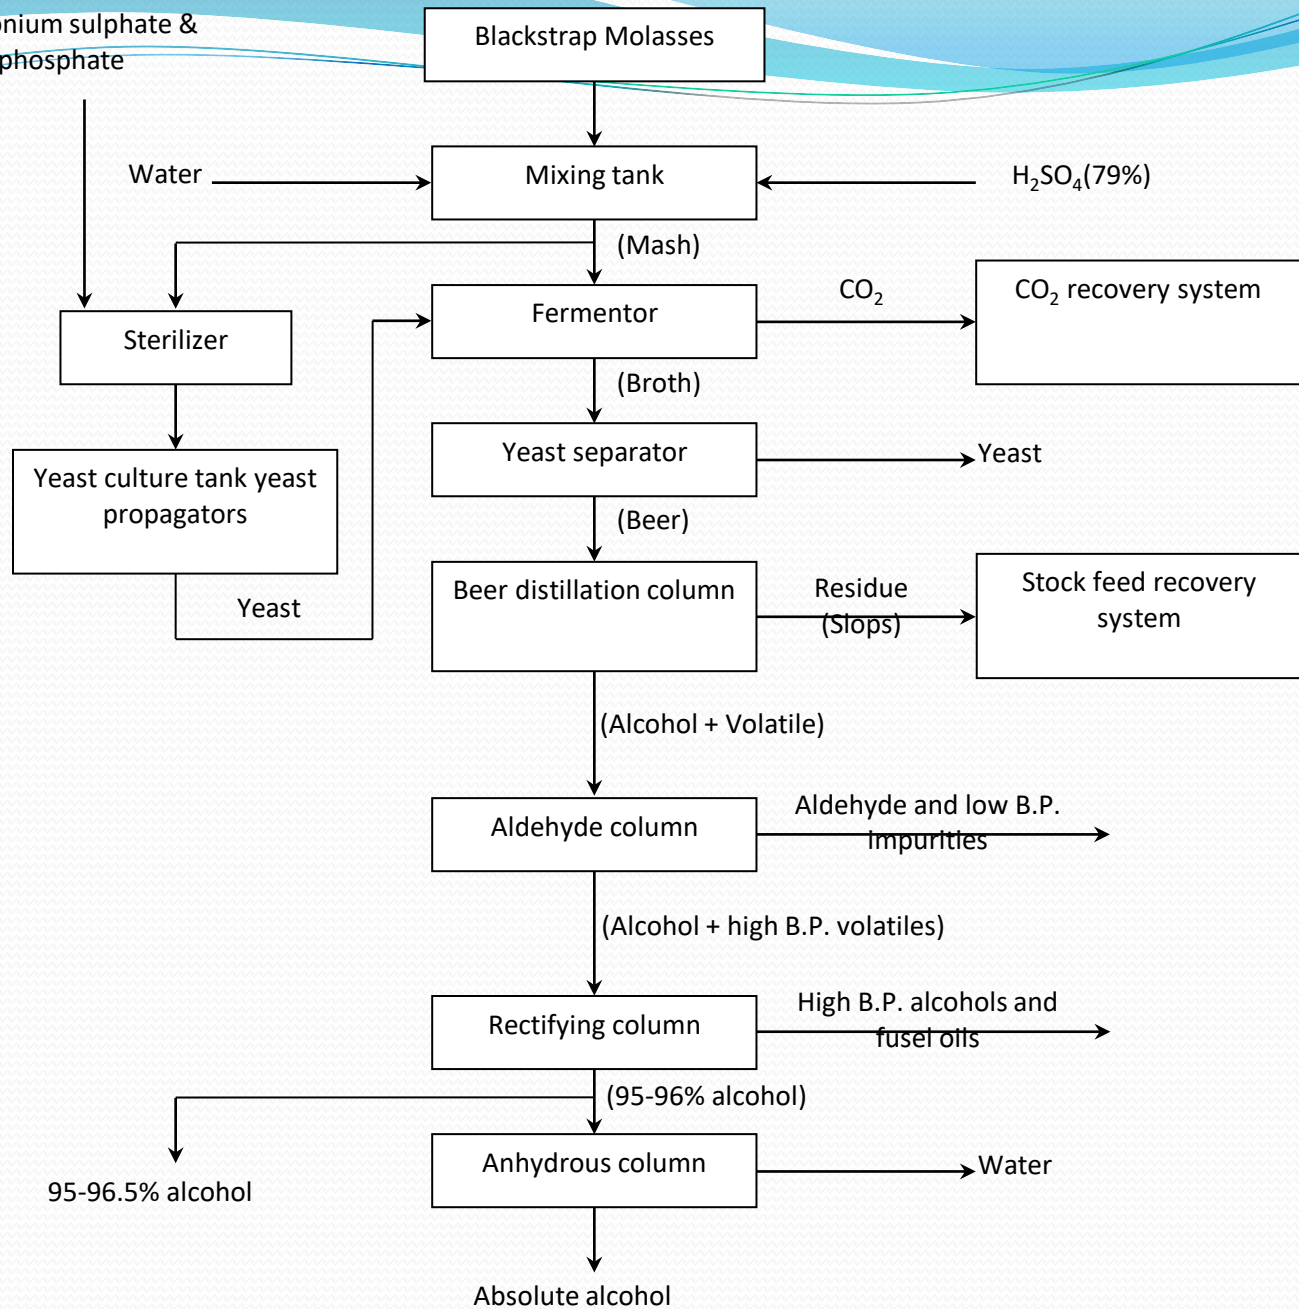 sulphate &
phosphate
Blackstrap Molasses
Water
Mixing tank
H₂SO₄(79%)
(Mash)
Sterilizer
Fermentor
CO₂
CO₂ recovery system
(Broth)
Yeast culture tank yeast
propagators
Yeast separator
Yeast
(Beer)
Yeast
Beer distillation column
Residue
(Slops)
Stock feed recovery
system
(Alcohol + Volatile)
Aldehyde column
Aldehyde and low B.P.
impurities
(Alcohol + high B.P. volatiles)
Rectifying column
High B.P. alcohols and
fusel oils
(95-96% alcohol)
95-96.5% alcohol
Anhydrous column
Water
Absolute alcohol